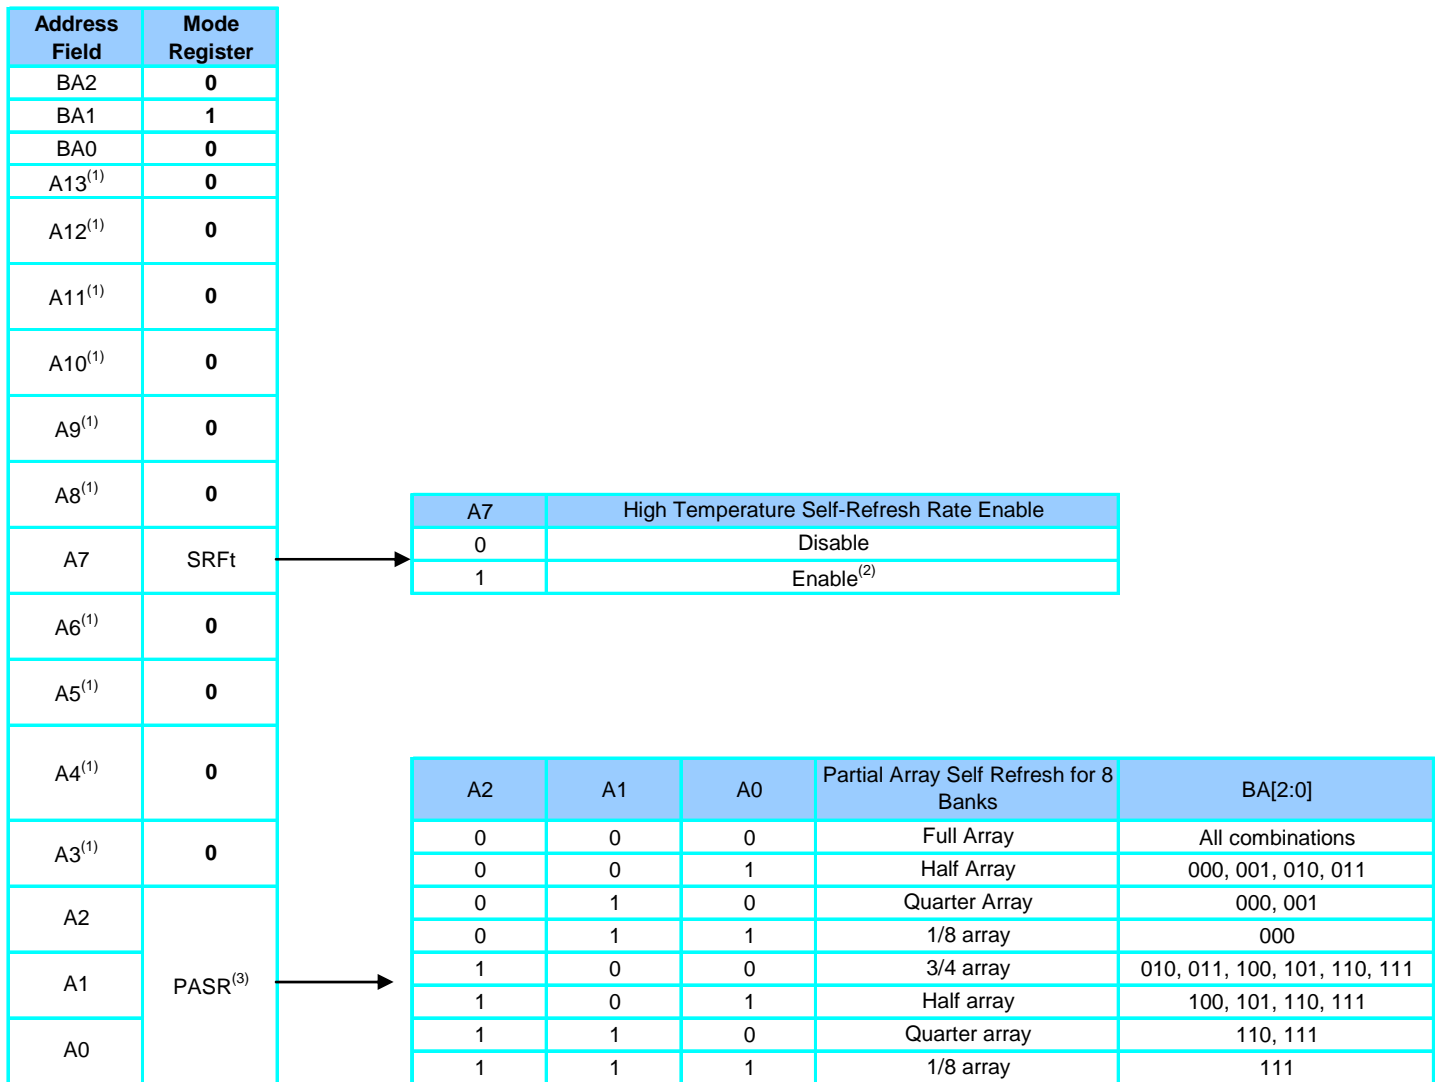 Address Field Mode Register
BA2 0
BA1 1
BA0 0
A13(1) 0
A12(1) 0
A11(1) 0
A10(1) 0
A9(1) 0
A8(1) 0
A7 SRFt
A6(1) 0
A5(1) 0
A4(1) 0
A3(1) 0
A2
A1 PASR(3)
A0
A7 High Temperature Self-Refresh Rate Enable
0 Disable
1 Enable(2)
A2 A1 A0 Partial Array Self Refresh for 8 Banks BA[2:0]
0 0 0 Full Array All combinations
0 0 1 Half Array 000, 001, 010, 011
0 1 0 Quarter Array 000, 001
0 1 1 1/8 array 000
1 0 0 3/4 array 010, 011, 100, 101, 110, 111
1 0 1 Half array 100, 101, 110, 111
1 1 0 Quarter array 110, 111
1 1 1 1/8 array 111